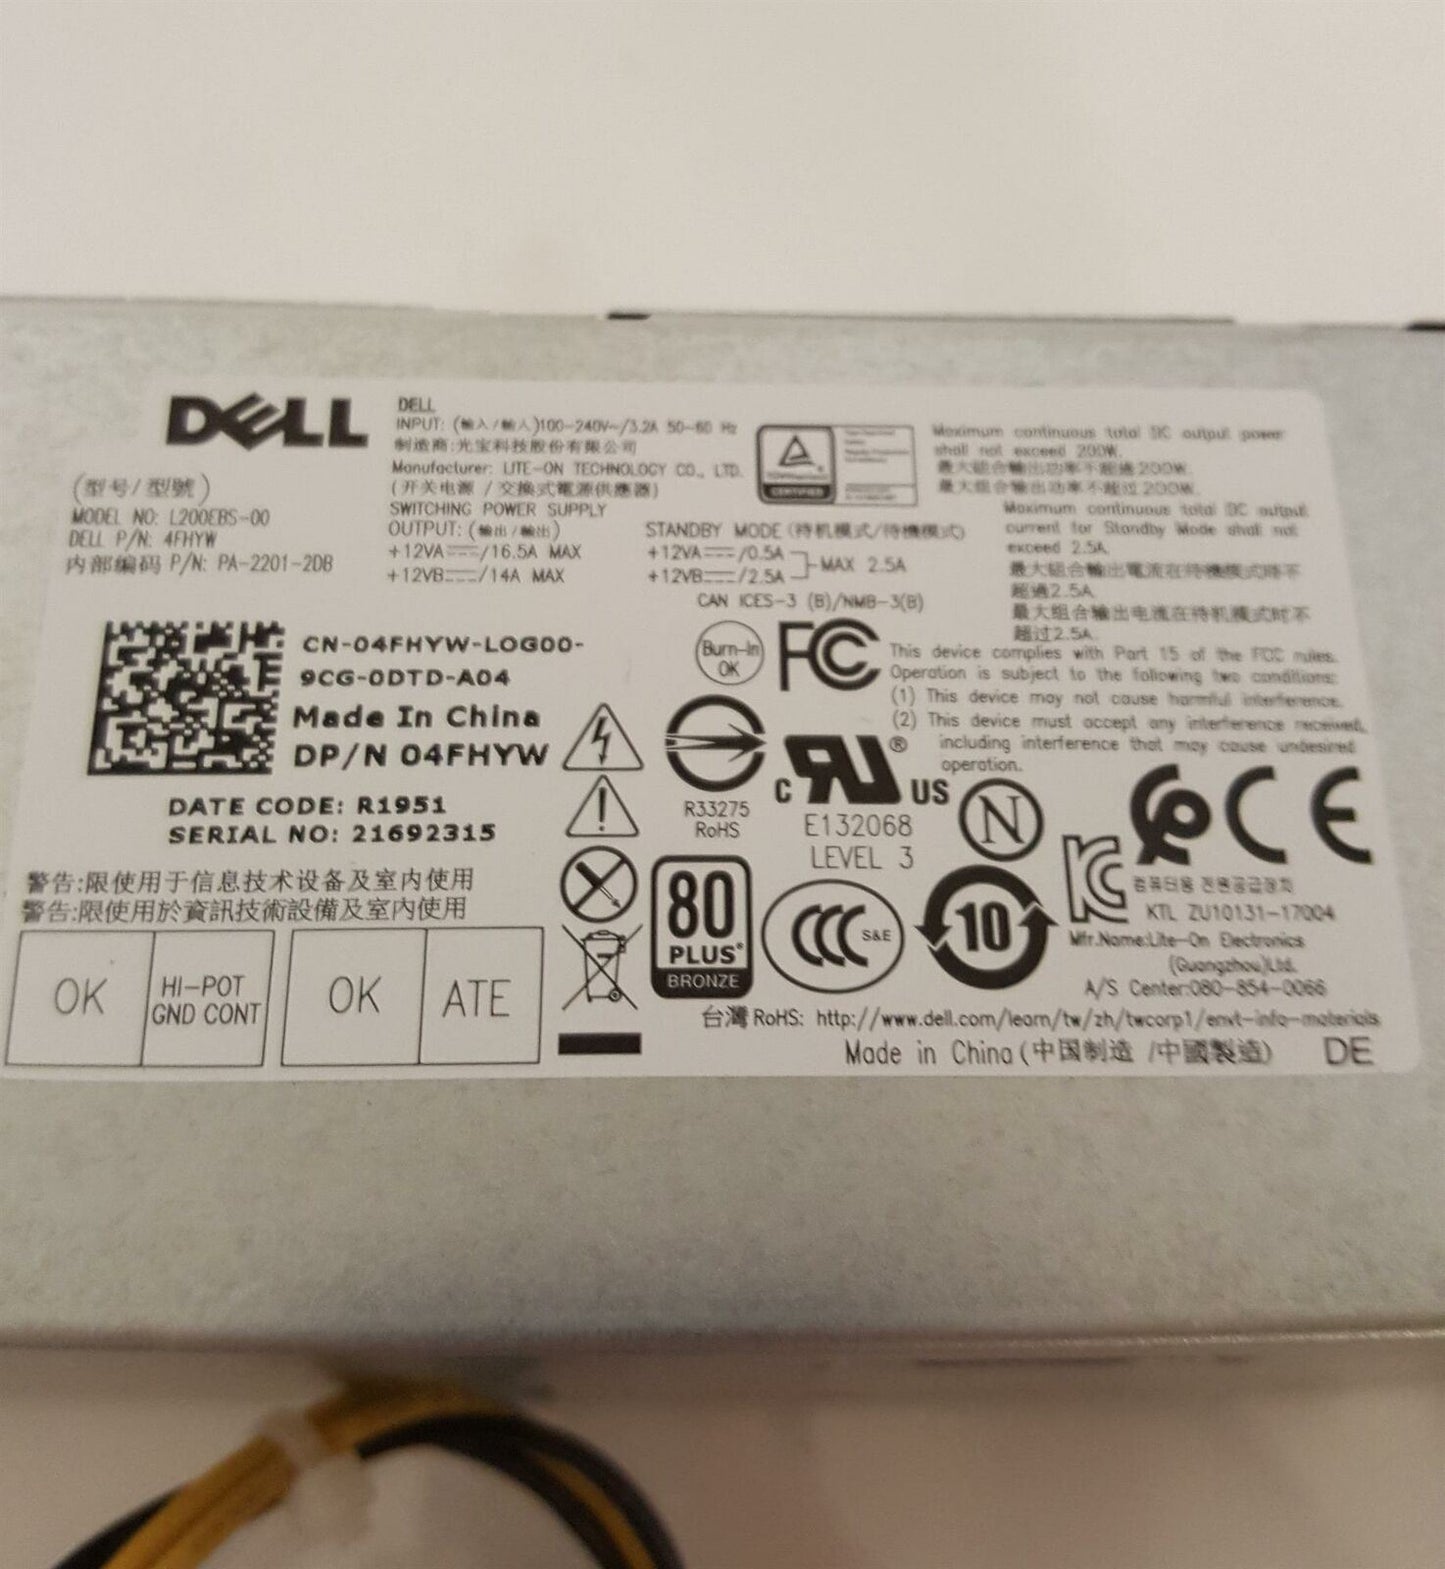 DELL
(型号/型號)
MODEL NO: L200EBS-00
DELL P/N: 4FHYW
内部编码 P/N: PA-2201-2DB
DELL
INPUT: (輸入/输入)100-240V~/3.2A 50-60 Hz
制造商:光宝科技股份有限公司
Manufacturer: LITE-ON TECHNOLOGY CO., LTD.
(开关电源 / 交換式電源供應器)
SWITCHING POWER SUPPLY
OUTPUT: (輸出/输出)
+12VA⎓/16.5A MAX
+12VB⎓/14A MAX
STANDBY MODE (待机模式/待機模式)
+12VA⎓/0.5A
+12VB⎓/2.5A
MAX 2.5A
CAN ICES-3 (B)/NMB-3(B)
CERTIFIED
Maximum continuous total DC output power
shall not exceed 200W.
最大組合輸出功率不超過200W.
最大组合输出功率不超过200W.
Maximum continuous total DC output
current for Standby Mode shall not
exceed 2.5A.
最大組合輸出電流在待機模式時不
超過2.5A.
最大组合输出电流在待机模式时不
超过2.5A.
CN-04FHYW-LOG00-
9CG-0DTD-A04
Made In China
DP/N 04FHYW
DATE CODE: R1951
SERIAL NO: 21692315
Burn-In
OK
FC
This device complies with Part 15 of the FCC rules.
Operation is subject to the following two conditions:
(1) This device may not cause harmful interference.
(2) This device must accept any interference received,
including interference that may cause undesired
operation.
R33275
RoHS
C RU ® US
E132068
LEVEL 3
N
CE
KC
컴퓨터용 전원공급장치
KTL ZU10131-17004
Mfr.Name:Lite-On Electronics
(Guangzhou)Ltd.
A/S Center:080-854-0066
警告:限使用于信息技术设备及室内使用
警告:限使用於資訊技術設備及室內使用
OK
HI-POT
GND CONT
OK
ATE
80
PLUS®
BRONZE
CCC S&E
10
台灣RoHS: http://www.dell.com/learn/tw/zh/twcorp1/envt-info-materials
Made in China(中国制造 /中國製造)
DE